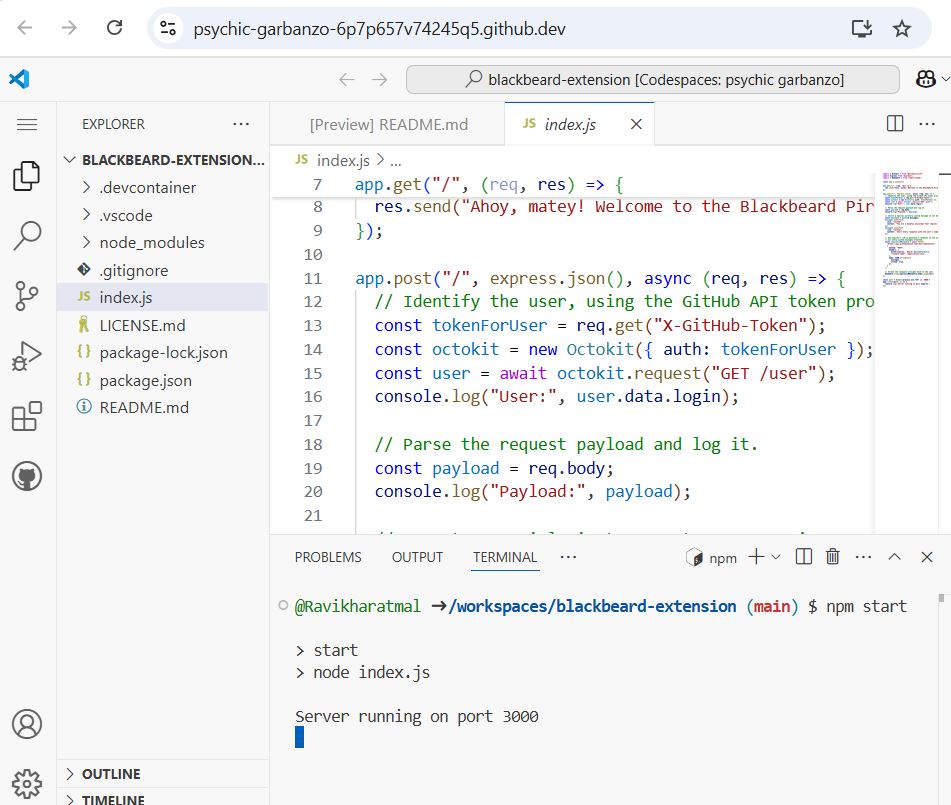 psychic-garbanzo-6p7p657v74245q5.github.dev
blackbeard-extension [Codespaces: psychic garbanzo]
EXPLORER
BLACKBEARD-EXTENSION...
.devcontainer
.vscode
node_modules
.gitignore
JS index.js
LICENSE.md
{ } package-lock.json
{ } package.json
README.md
OUTLINE
TIMELINE
[Preview] README.md
JS index.js
JS index.js > ...
7 app.get("/", (req, res) => {
8 res.send("Ahoy, matey! Welcome to the Blackbeard Pir
9 });
10
11 app.post("/", express.json(), async (req, res) => {
12 // Identify the user, using the GitHub API token pro
13 const tokenForUser = req.get("X-GitHub-Token");
14 const octokit = new Octokit({ auth: tokenForUser });
15 const user = await octokit.request("GET /user");
16 console.log("User:", user.data.login);
17
18 // Parse the request payload and log it.
19 const payload = req.body;
20 console.log("Payload:", payload);
21
PROBLEMS OUTPUT TERMINAL ... npm
@Ravikharatmal ➜/workspaces/blackbeard-extension (main) $ npm start
> start
> node index.js
Server running on port 3000